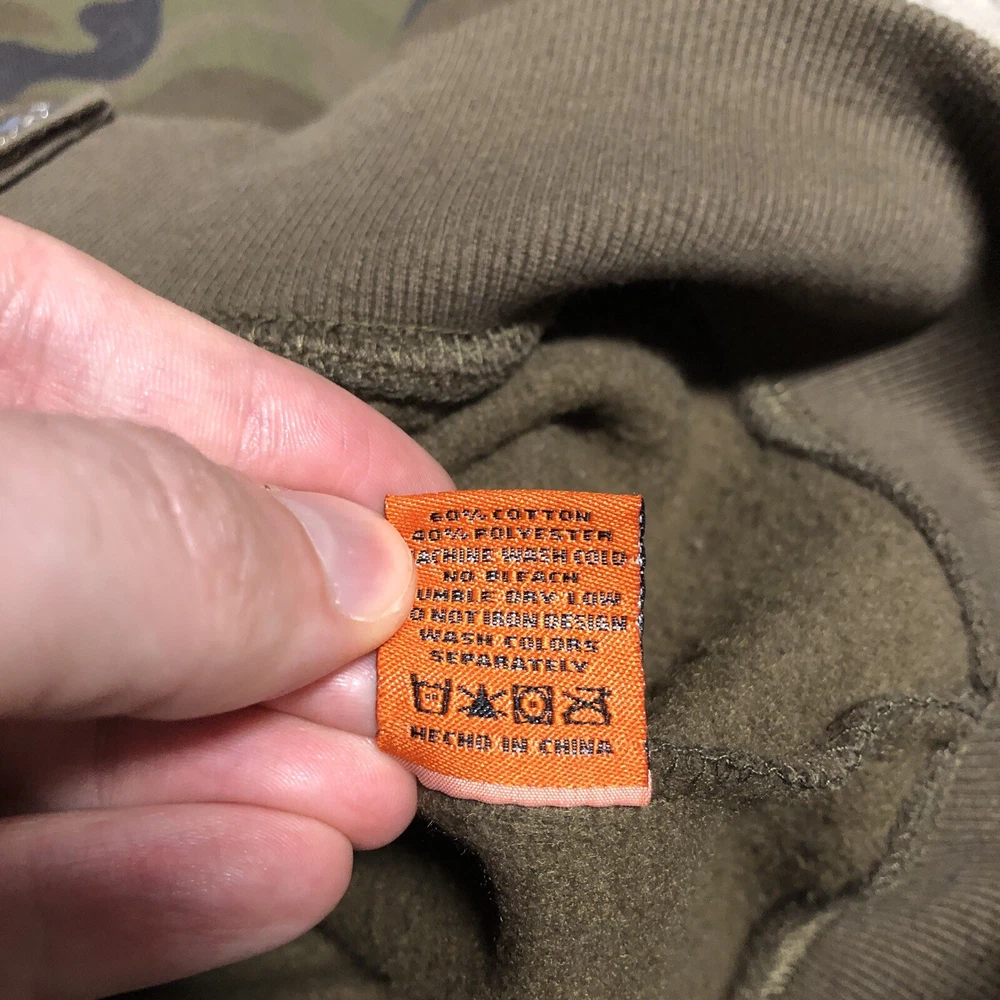 60% COTTON
40% POLYESTER
ACHINE WASH COLD
NO BLEACH
UMBLE DRY LOW
O NOT IRON DESIGN
WASH COLORS
SEPARATELY
HECHO IN CHINA